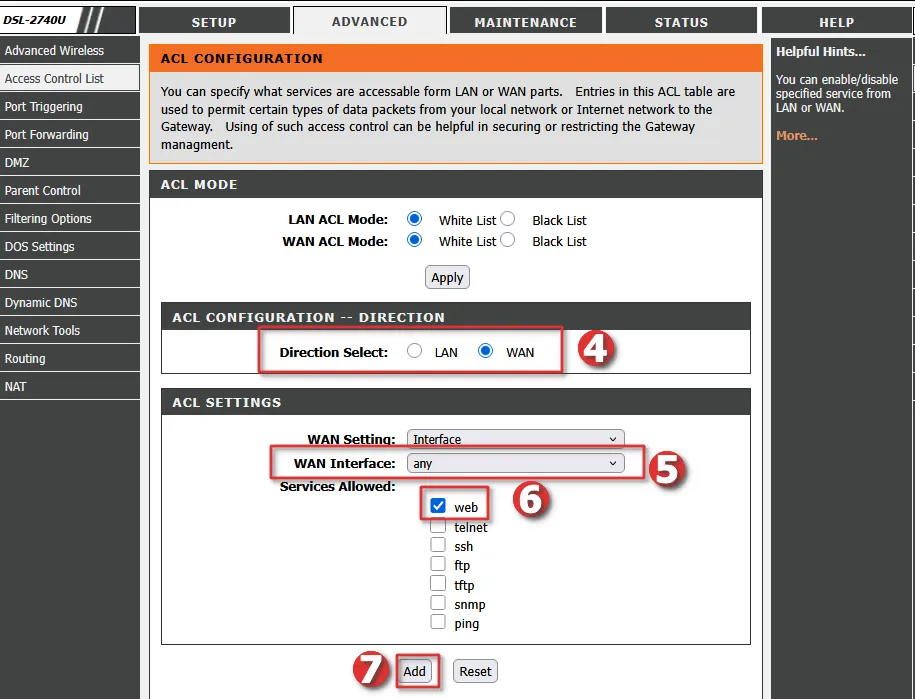 DSL-2740U
SETUP
ADVANCED
MAINTENANCE
STATUS
HELP
Advanced Wireless
Access Control List
Port Triggering
Port Forwarding
DMZ
Parent Control
Filtering Options
DOS Settings
DNS
Dynamic DNS
Network Tools
Routing
NAT
ACL CONFIGURATION
You can specify what services are accessable form LAN or WAN parts. Entries in this ACL table are
used to permit certain types of data packets from your local network or Internet network to the
Gateway. Using of such access control can be helpful in securing or restricting the Gateway
managment.
ACL MODE
LAN ACL Mode: White List Black List
WAN ACL Mode: White List Black List
Apply
ACL CONFIGURATION -- DIRECTION
Direction Select: LAN WAN 4
ACL SETTINGS
WAN Setting: Interface
WAN Interface: any 5
Services Allowed:
web 6
telnet
ssh
ftp
tftp
snmp
ping
7 Add Reset
Helpful Hints...
You can enable/disable
specified service from
LAN or WAN.
More...